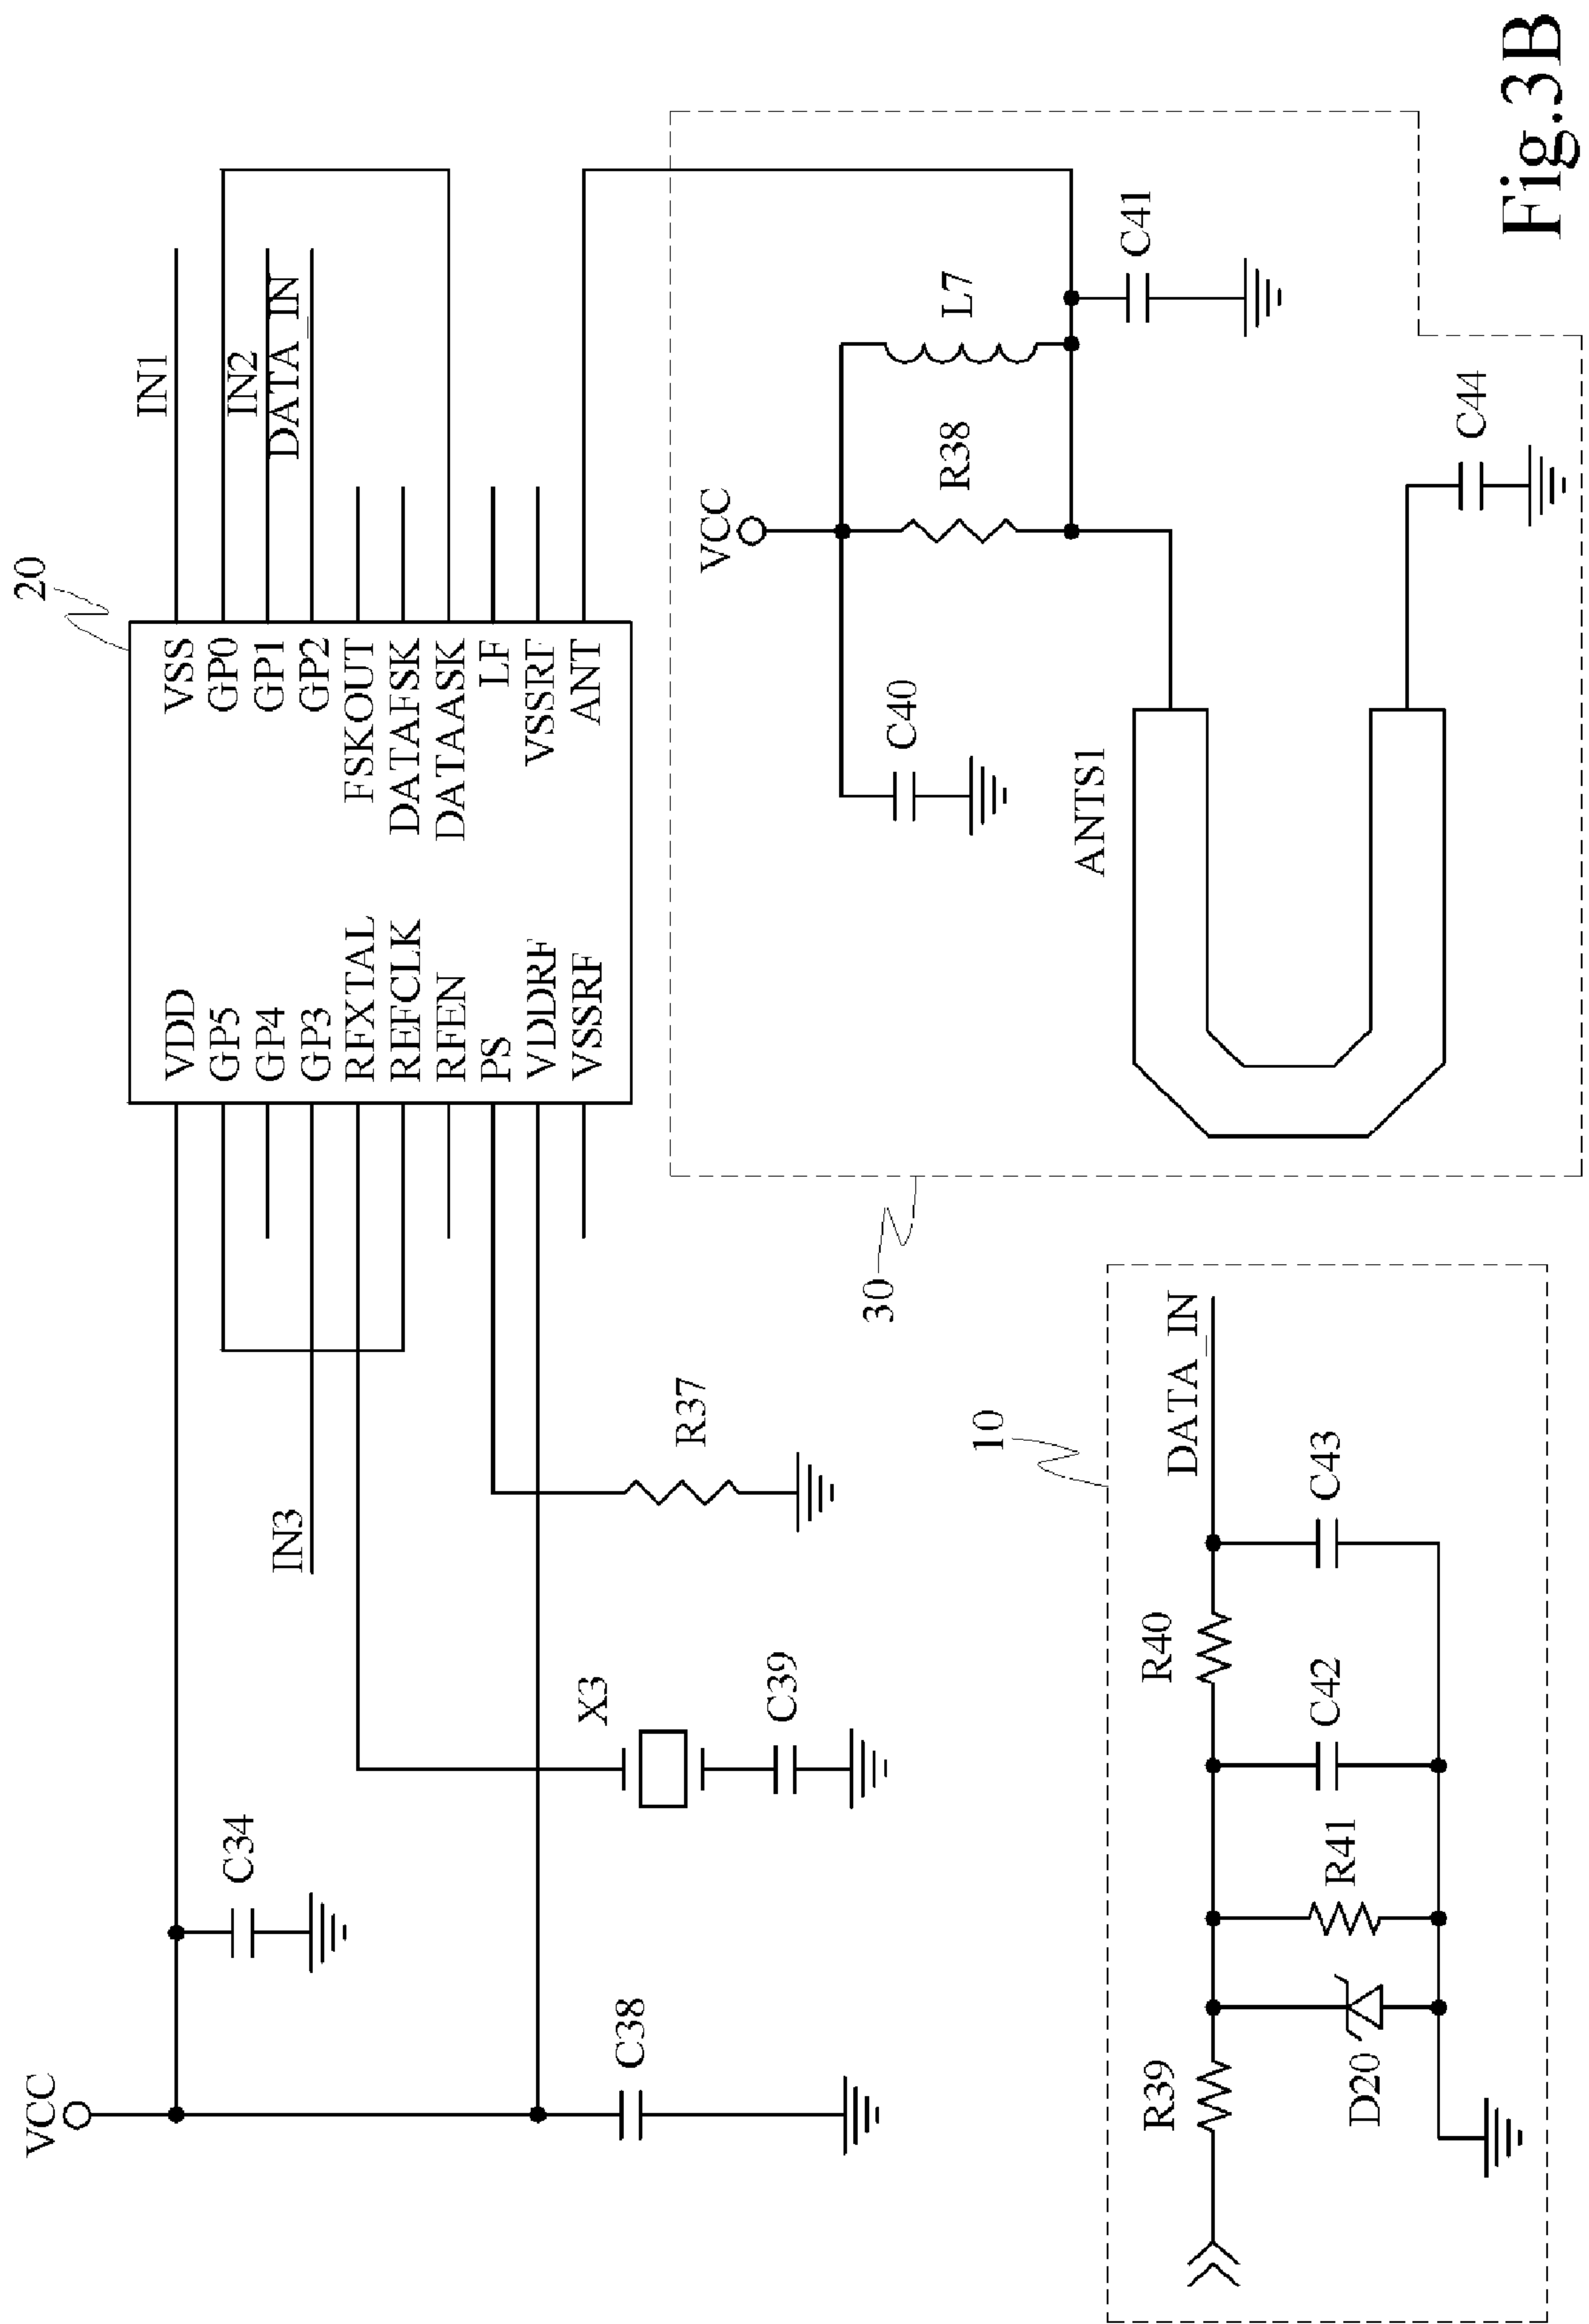 20
VCC
C34
C38
IN3
X3
C39
R37
VDD
GP5
GP4
GP3
RFXTAL
REFCLK
RFEN
PS
VDDRF
VSSRF
VSS
GP0
GP1
GP2
FSKOUT
DATAFSK
DATAASK
LF
VSSRF
ANT
IN1
IN2
DATA_IN
10
R39
D20
R41
R40
C42
C43
DATA_IN
30
VCC
C40
R38
L7
C41
ANTS1
C44
Fig.3B